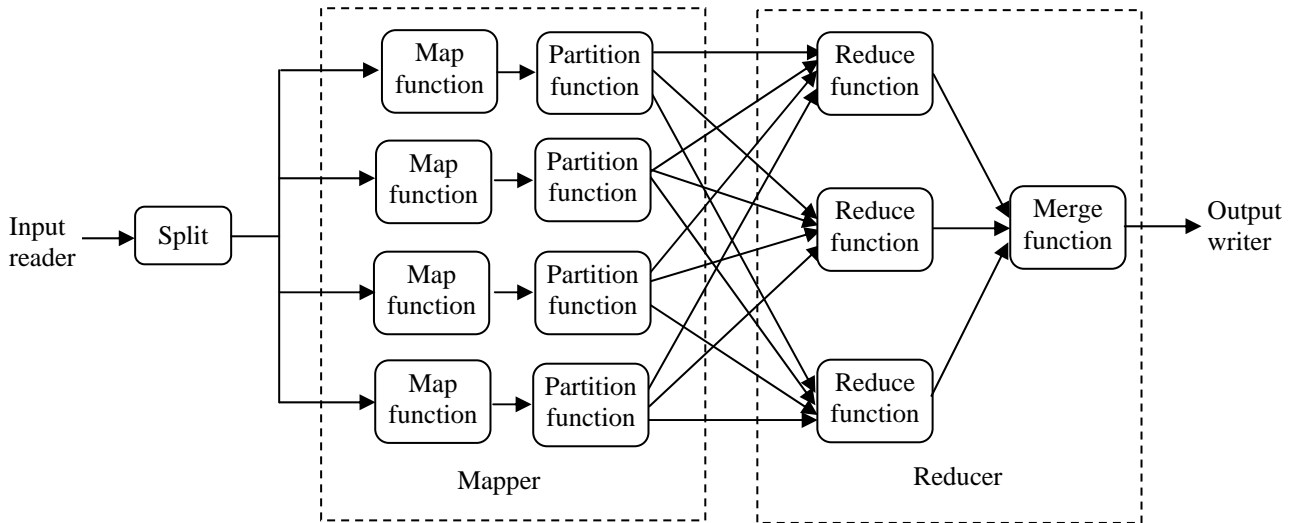 Input
reader
Split
Map
function
Partition
function
Map
function
Partition
function
Map
function
Partition
function
Map
function
Partition
function
Mapper
Reduce
function
Reduce
function
Reduce
function
Merge
function
Reducer
Output
writer